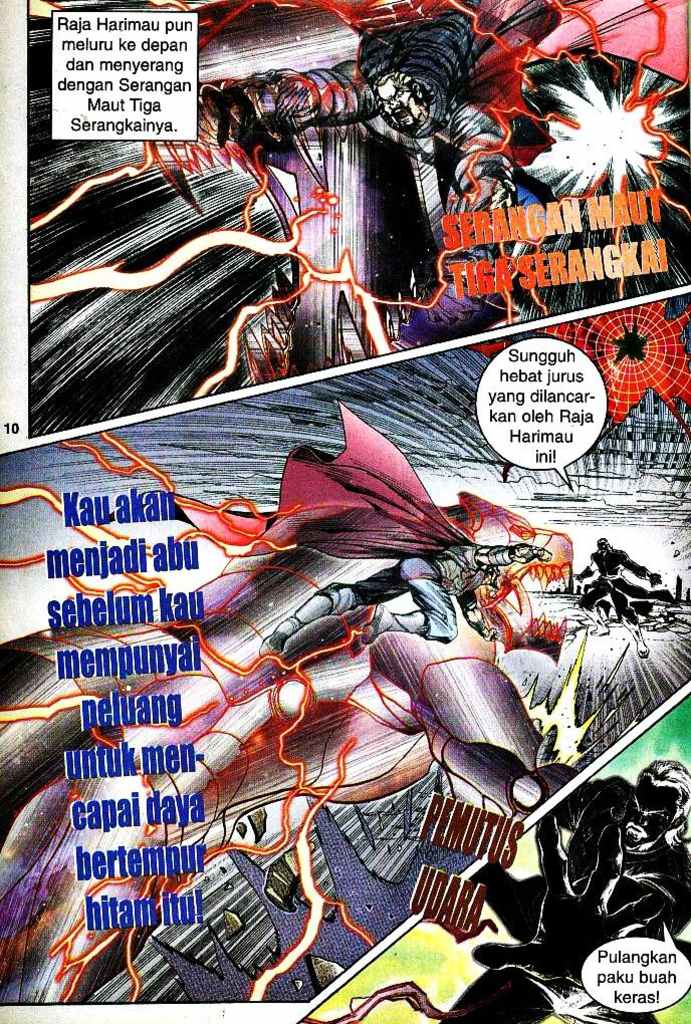 Raja Harimau pun
meluru ke depan
dan menyerang
dengan Serangan
Maut Tiga
Serangkainya.
SERANGAN MAUT
TIGA SERANGKAI
10
Sungguh
hebat jurus
yang dilancar-
kan oleh Raja
Harimau
ini!
Kau akan
menjadi abu
sebelum kau
mempunyai
peluang
untuk men-
capai daya
bertempur
hitam itu!
PEMUTUS
UDARA
Pulangkan
paku buah
keras!